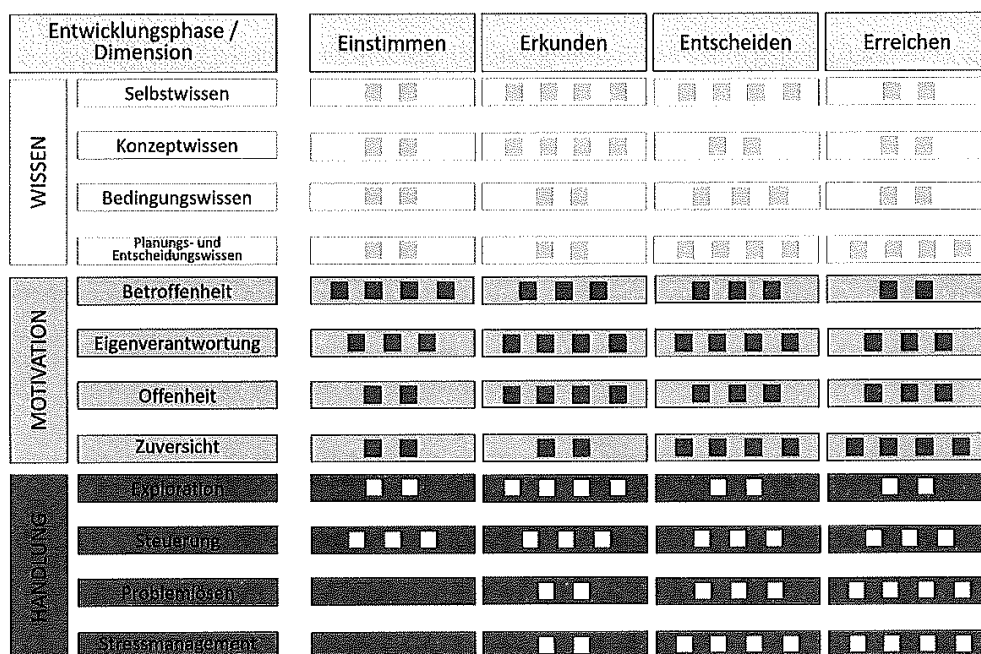 Entwicklungsphase /
Dimension
Einstimmen
Erkunden
Entscheiden
Erreichen
WISSEN
Selbstwissen
Konzeptwissen
Bedingungswissen
Planungs- und
Entscheidungswissen
MOTIVATION
Betroffenheit
Eigenverantwortung
Offenheit
Zuversicht
HANDLUNG
Exploration
Steuerung
Problemlösen
Stressmanagement